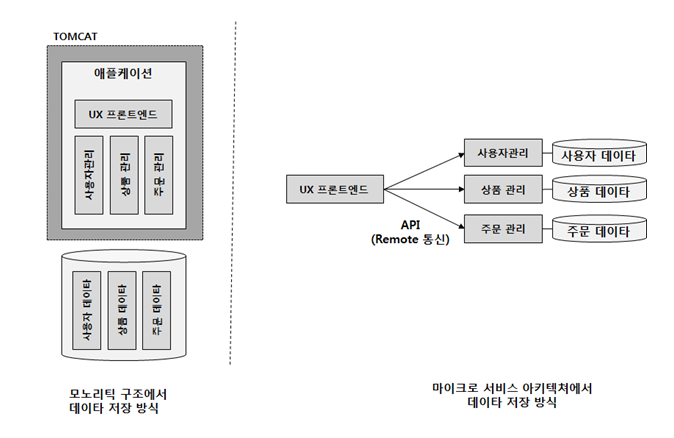 TOMCAT
애플케이션
UX 프론트엔드
사용자관리
상품 관리
주문 관리
사용자 데이타
상품 데이타
주문 데이타
모노리틱 구조에서
데이타 저장 방식
UX 프론트엔드
API
(Remote 통신)
사용자관리
사용자 데이타
상품 관리
상품 데이타
주문 관리
주문 데이타
마이크로 서비스 아키텍쳐에서
데이타 저장 방식